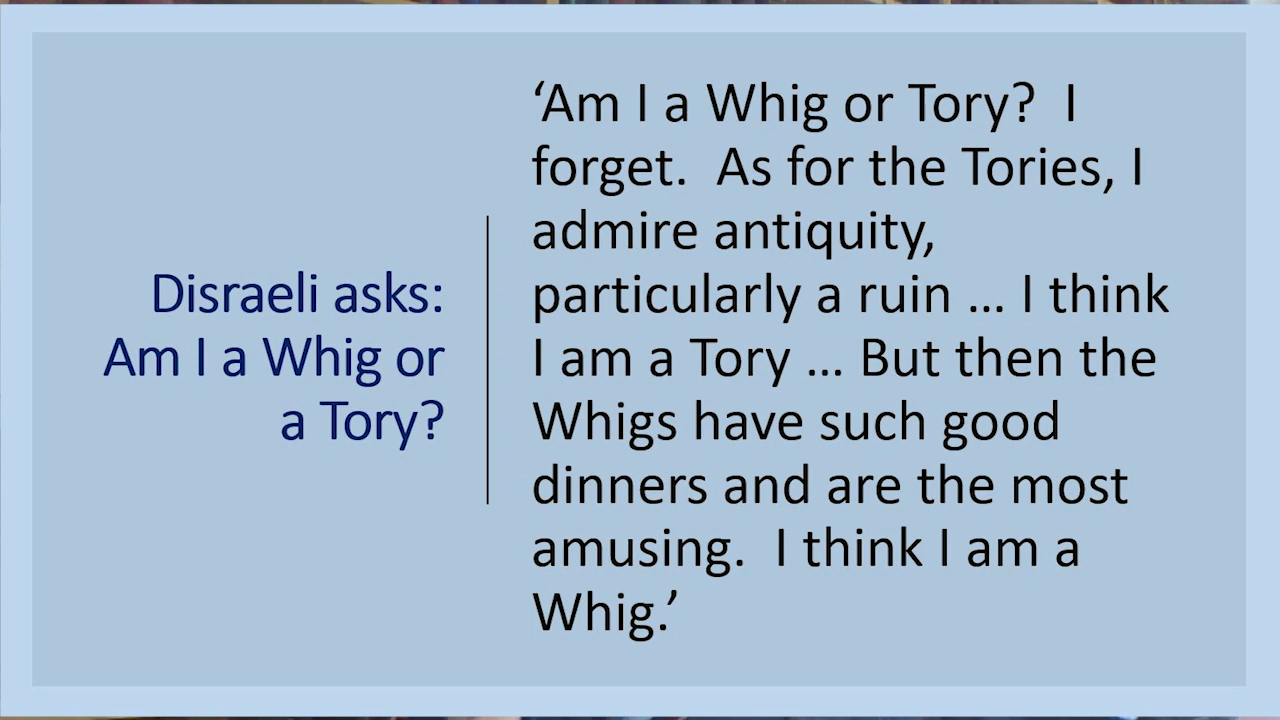 Disraeli asks:
Am I a Whig or
a Tory?
‘Am I a Whig or Tory?  I
forget.  As for the Tories, I
admire antiquity,
particularly a ruin … I think
I am a Tory … But then the
Whigs have such good
dinners and are the most
amusing.  I think I am a
Whig.’